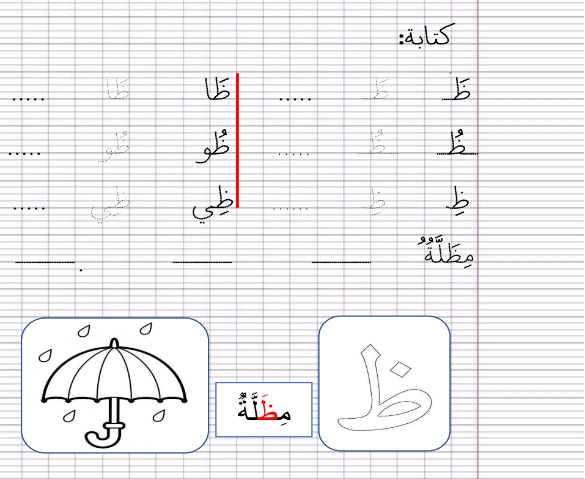 كتابة:
ظَ ظَ ..... ظَا ظَا .....
ظُ ظُ ..... ظُو ظُو .....
ظِ ظِ ...... ظِي ظِي .....
مِظَلَّةٌ
مِظَلَّةٌ
ظ